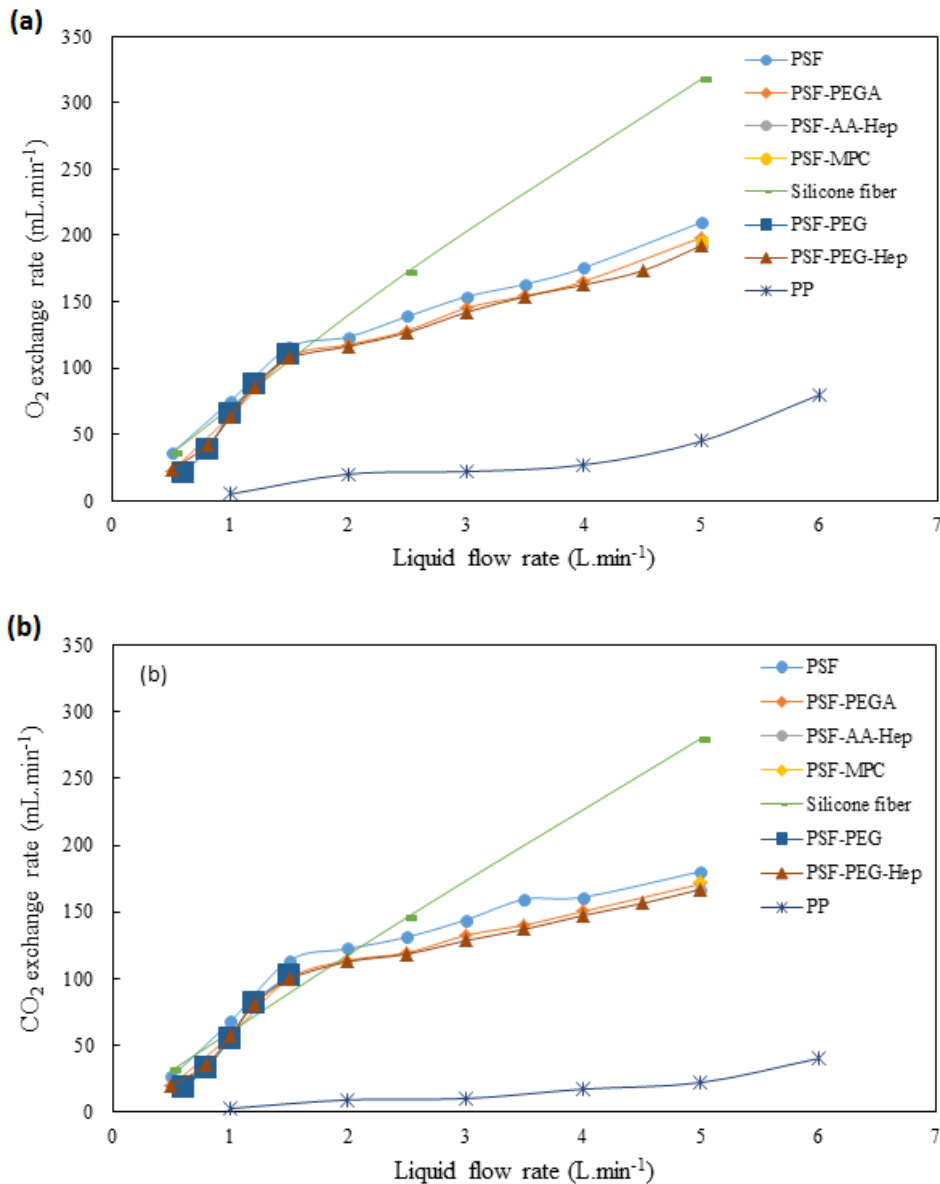 (a)
350
300
250
200
150
100
50
0
O₂ exchange rate (mL.min⁻¹)
PSF
PSF-PEGA
PSF-AA-Hep
PSF-MPC
Silicone fiber
PSF-PEG
PSF-PEG-Hep
PP
0 1 2 3 4 5 6 7
Liquid flow rate (L.min⁻¹)
(b)
350
300
250
200
150
100
50
0
CO₂ exchange rate (mL.min⁻¹)
(b)
PSF
PSF-PEGA
PSF-AA-Hep
PSF-MPC
Silicone fiber
PSF-PEG
PSF-PEG-Hep
PP
0 1 2 3 4 5 6 7
Liquid flow rate (L.min⁻¹)